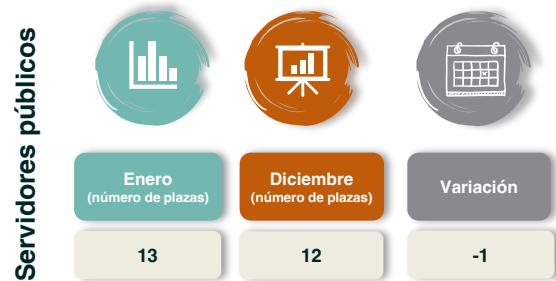 Servidores públicos
Enero
(número de plazas)
Diciembre
(número de plazas)
Variación
13
12
-1